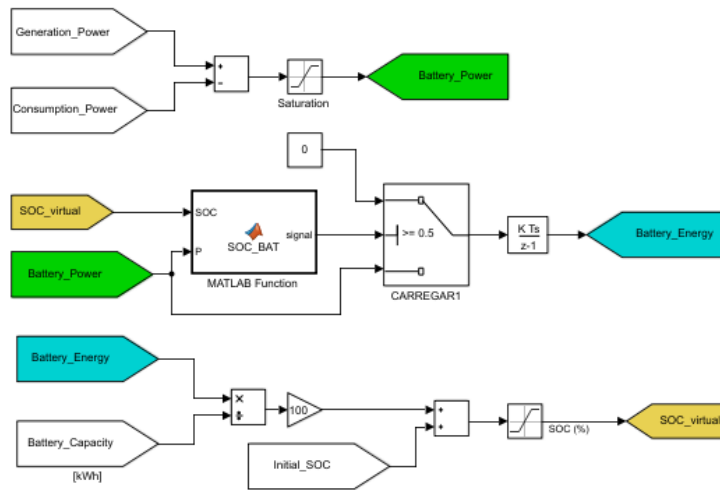 Generation_Power
Consumption_Power
+
−
Saturation
Battery_Power
0
SOC_virtual
Battery_Power
SOC
P
SOC_BAT
signal
MATLAB Function
>= 0.5
CARREGAR1
K Ts
z-1
Battery_Energy
Battery_Energy
Battery_Capacity
[kWh]
×
÷
100
Initial_SOC
+
+
SOC (%)
SOC_virtual